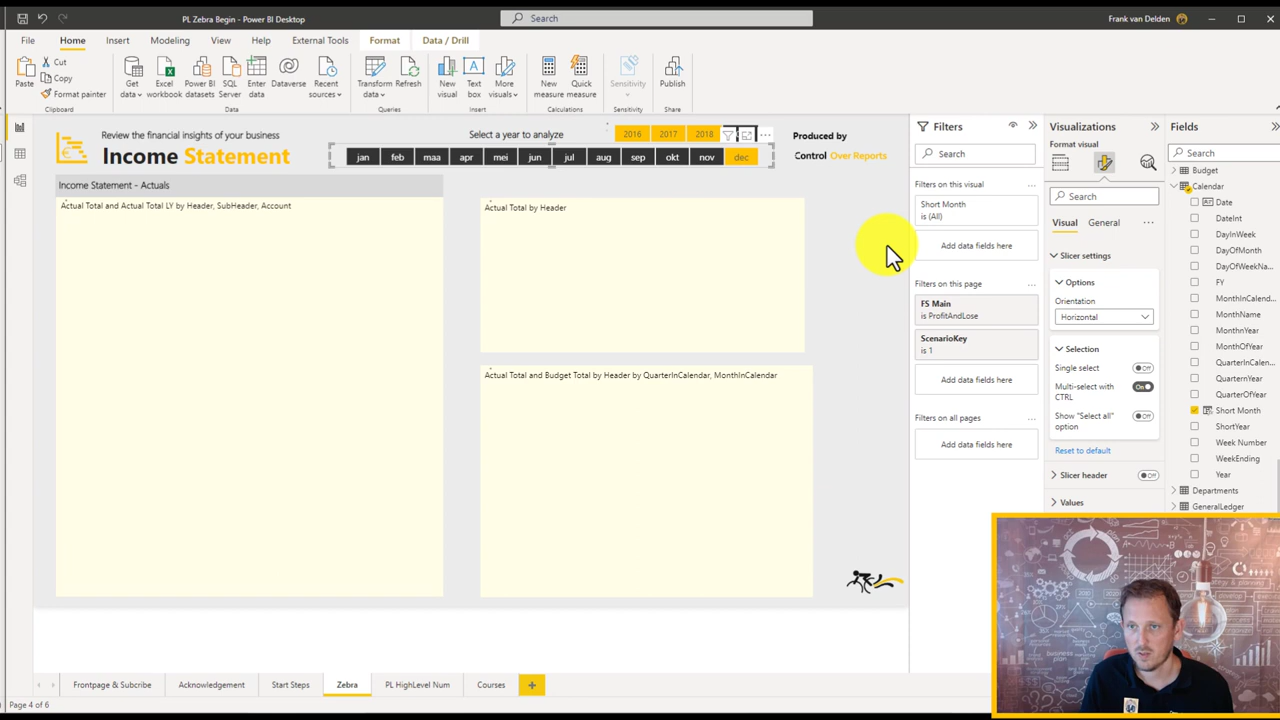 PL Zebra Begin - Power BI Desktop
Search
Frank van Delden
File Home Insert Modeling View Help External Tools Format Data / Drill
Paste
Cut
Copy
Format painter
Clipboard
Get data
Excel workbook
Power BI datasets
SQL Server
Enter data
Dataverse
Recent sources
Data
Transform data
Refresh
Queries
New visual
Text box
More visuals
Insert
New measure
Quick measure
Calculations
Sensitivity
Sensitivity
Publish
Share
Review the financial insights of your business
Income Statement
Select a year to analyze
2016 2017 2018
Produced by
Control Over Reports
jan feb maa apr mei jun jul aug sep okt nov dec
Income Statement - Actuals
Actual Total and Actual Total LY by Header, SubHeader, Account
Actual Total by Header
Actual Total and Budget Total by Header by QuarterInCalendar, MonthInCalendar
Filters
Search
Filters on this visual
Short Month
is (All)
Add data fields here
Filters on this page
FS Main
is ProfitAndLose
ScenarioKey
is 1
Add data fields here
Filters on all pages
Add data fields here
Visualizations
Format visual
Search
Visual General
Slicer settings
Options
Orientation
Horizontal
Selection
Single select Off
Multi-select with CTRL On
Show "Select all" option Off
Reset to default
Slicer header Off
Values
Fields
Search
Budget
Calendar
Date
DateInt
DayInWeek
DayOfMonth
DayOfWeekNa...
FY
MonthInCalend...
MonthName
MonthnYear
MonthOfYear
QuarterInCalen...
QuarternYear
QuarterOfYear
Short Month
ShortYear
Week Number
WeekEnding
Year
Departments
GeneralLedger
Frontpage & Subcribe Acknowledgement Start Steps Zebra PL HighLevel Num Courses
Page 4 of 6